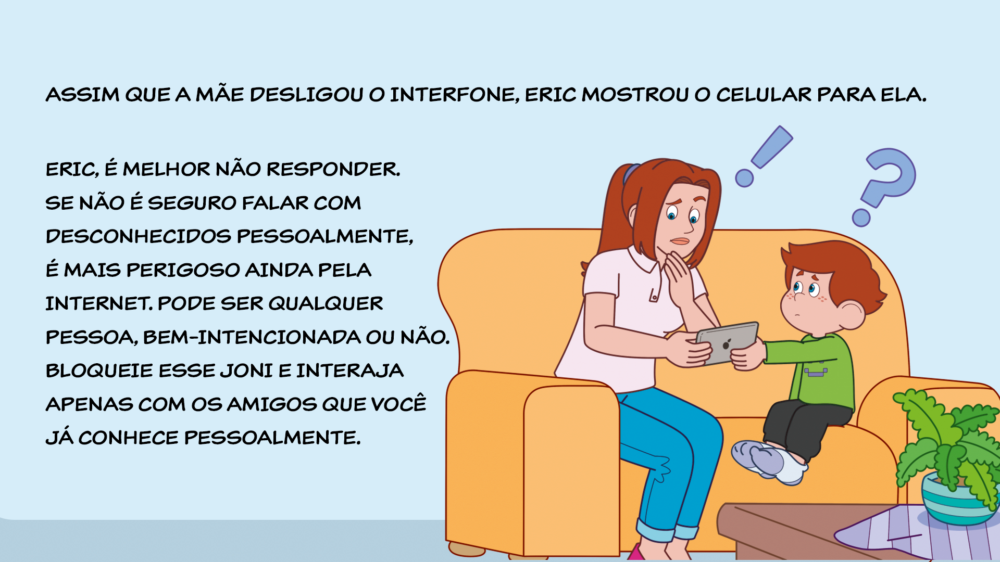 ASSIM QUE A MÃE DESLIGOU O INTERFONE, ERIC MOSTROU O CELULAR PARA ELA.
ERIC, É MELHOR NÃO RESPONDER.
SE NÃO É SEGURO FALAR COM
DESCONHECIDOS PESSOALMENTE,
É MAIS PERIGOSO AINDA PELA
INTERNET. PODE SER QUALQUER
PESSOA, BEM-INTENCIONADA OU NÃO.
BLOQUEIE ESSE JONI E INTERAJA
APENAS COM OS AMIGOS QUE VOCÊ
JÁ CONHECE PESSOALMENTE.
! ?